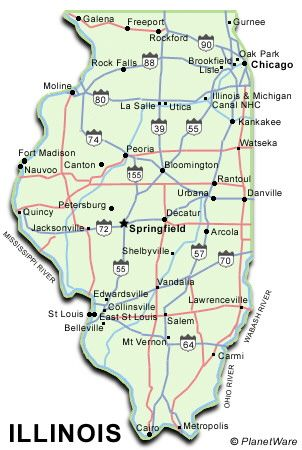 Galena
Freeport
Gurnee
Rockford
90
Oak Park
Brookfield
Chicago
Rock Falls
88
Lisle
Moline
80
La Salle
Utica
Illinois & Michigan
Canal NHC
39
55
Kankakee
74
Watseka
Peoria
Fort Madison
Nauvoo
Canton
155
Bloomington
Rantoul
Urbana
Danville
Petersburg
Quincy
Decatur
Jacksonville
72
Springfield
Arcola
MISSISSIPPI RIVER
Shelbyville
57
70
55
Vandalia
Edwardsville
Lawrenceville
Collinsville
St Louis
East St Louis
Salem
WABASH RIVER
Belleville
Mt Vernon
64
Carmi
OHIO RIVER
Cairo
Metropolis
ILLINOIS
© PlanetWare